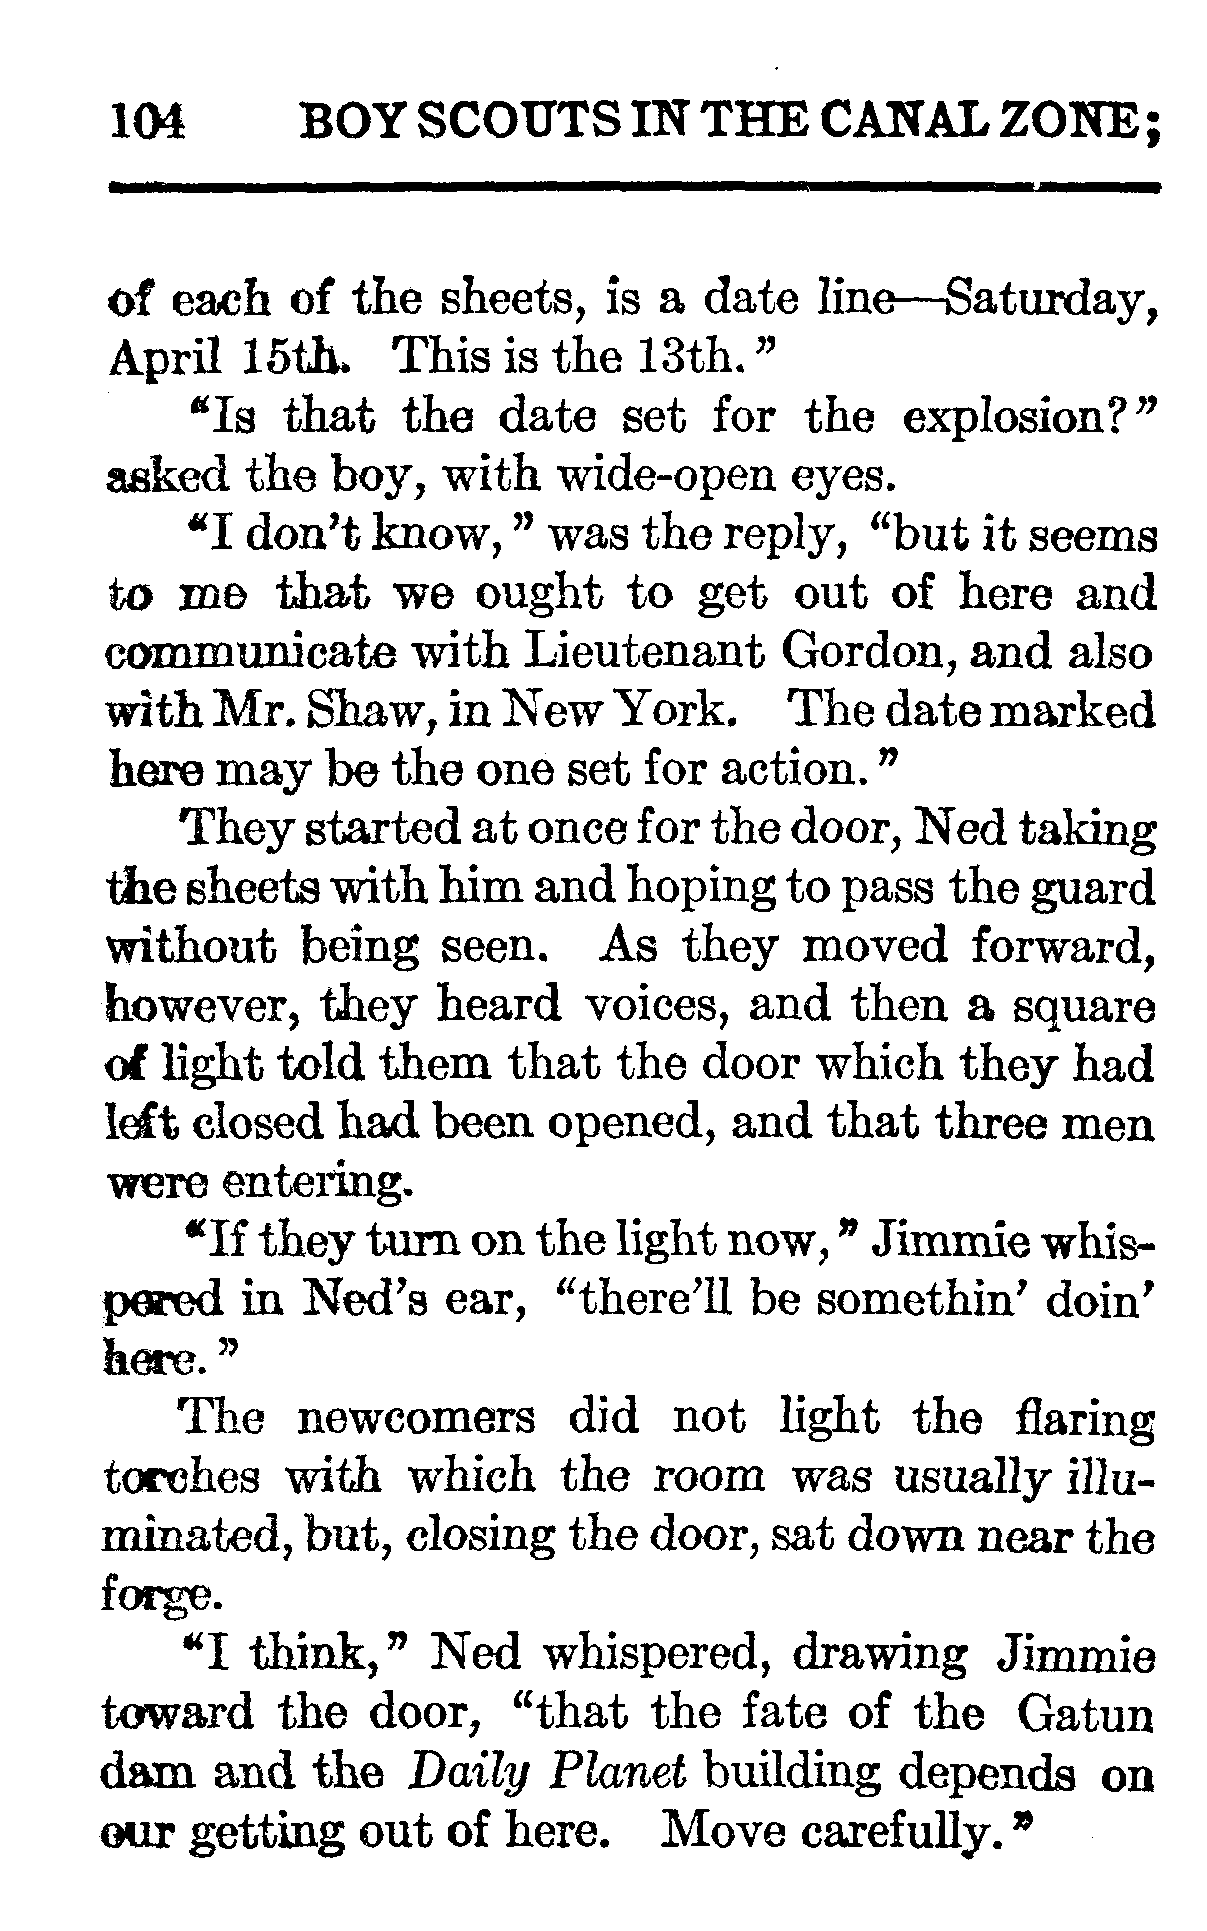 104 BOY SCOUTS IN THE CANAL ZONE;
of each of the sheets, is a date line—Saturday,
April 15th. This is the 13th."
"Is that the date set for the explosion?"
asked the boy, with wide-open eyes.
"I don't know," was the reply, "but it seems
to me that we ought to get out of here and
communicate with Lieutenant Gordon, and also
with Mr. Shaw, in New York. The date marked
here may be the one set for action."
They started at once for the door, Ned taking
the sheets with him and hoping to pass the guard
without being seen. As they moved forward,
however, they heard voices, and then a square
of light told them that the door which they had
left closed had been opened, and that three men
were entering.
"If they turn on the light now," Jimmie whis-
pered in Ned's ear, "there'll be somethin' doin'
here."
The newcomers did not light the flaring
torches with which the room was usually illu-
minated, but, closing the door, sat down near the
forge.
"I think," Ned whispered, drawing Jimmie
toward the door, "that the fate of the Gatun
dam and the Daily Planet building depends on
our getting out of here. Move carefully."